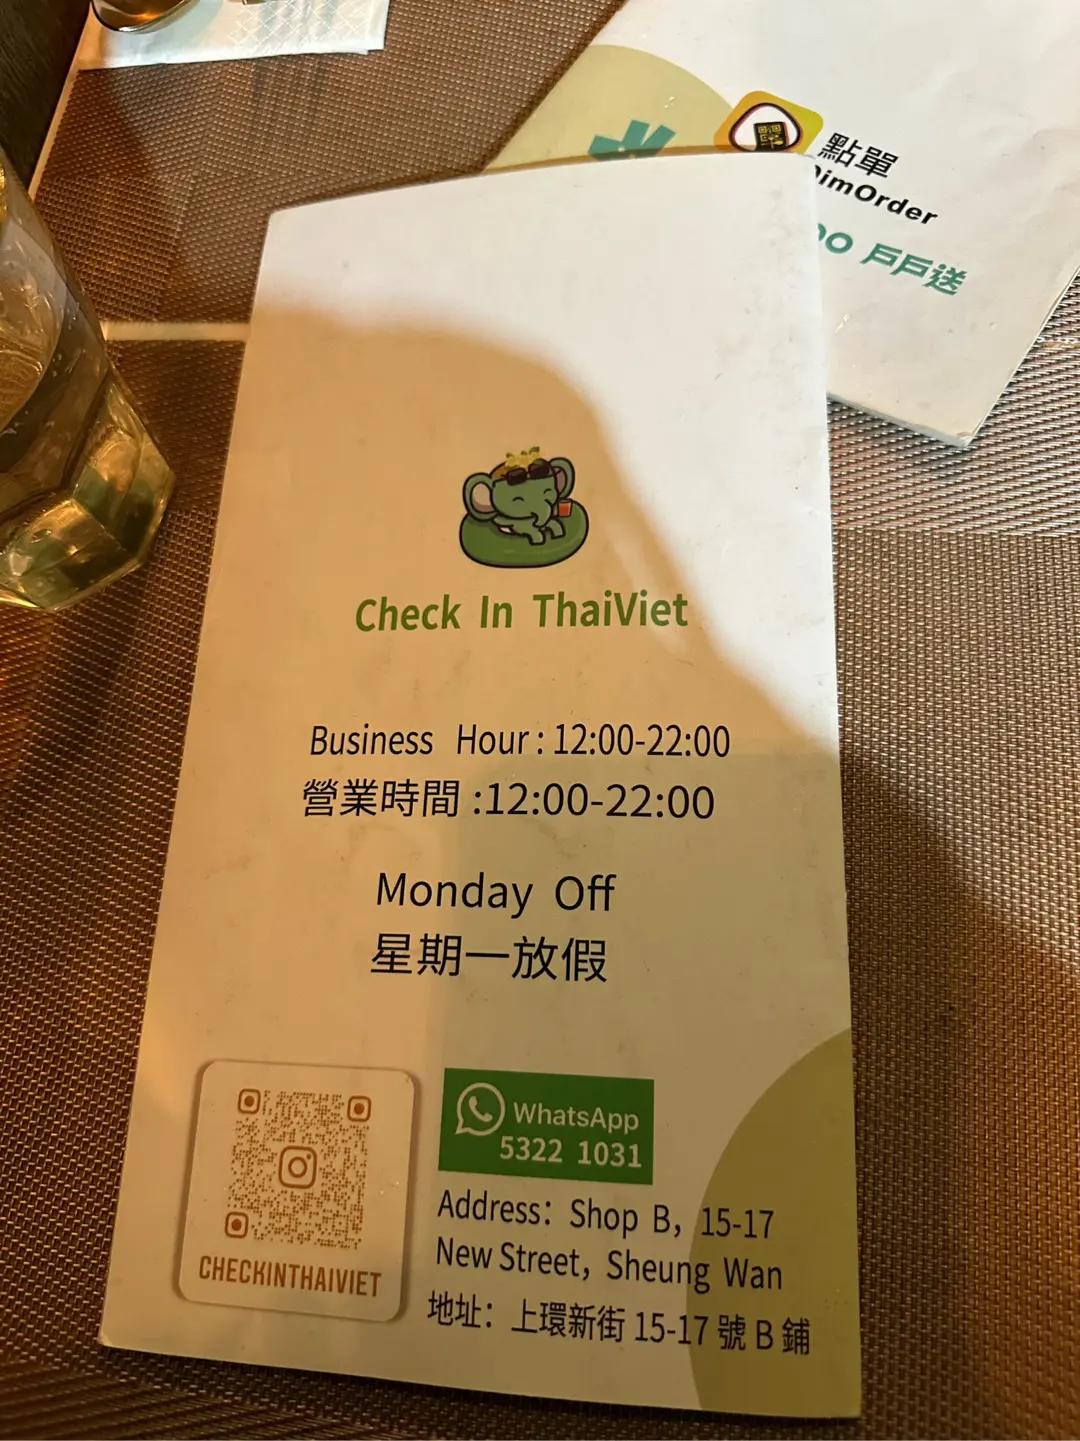 點單
DimOrder
戶戶送
Check In ThaiViet
Business Hour : 12:00-22:00
營業時間 :12:00-22:00
Monday Off
星期一放假
WhatsApp
5322 1031
CHECKINTHAIVIET
Address: Shop B, 15-17
New Street, Sheung Wan
地址: 上環新街 15-17 號 B 鋪